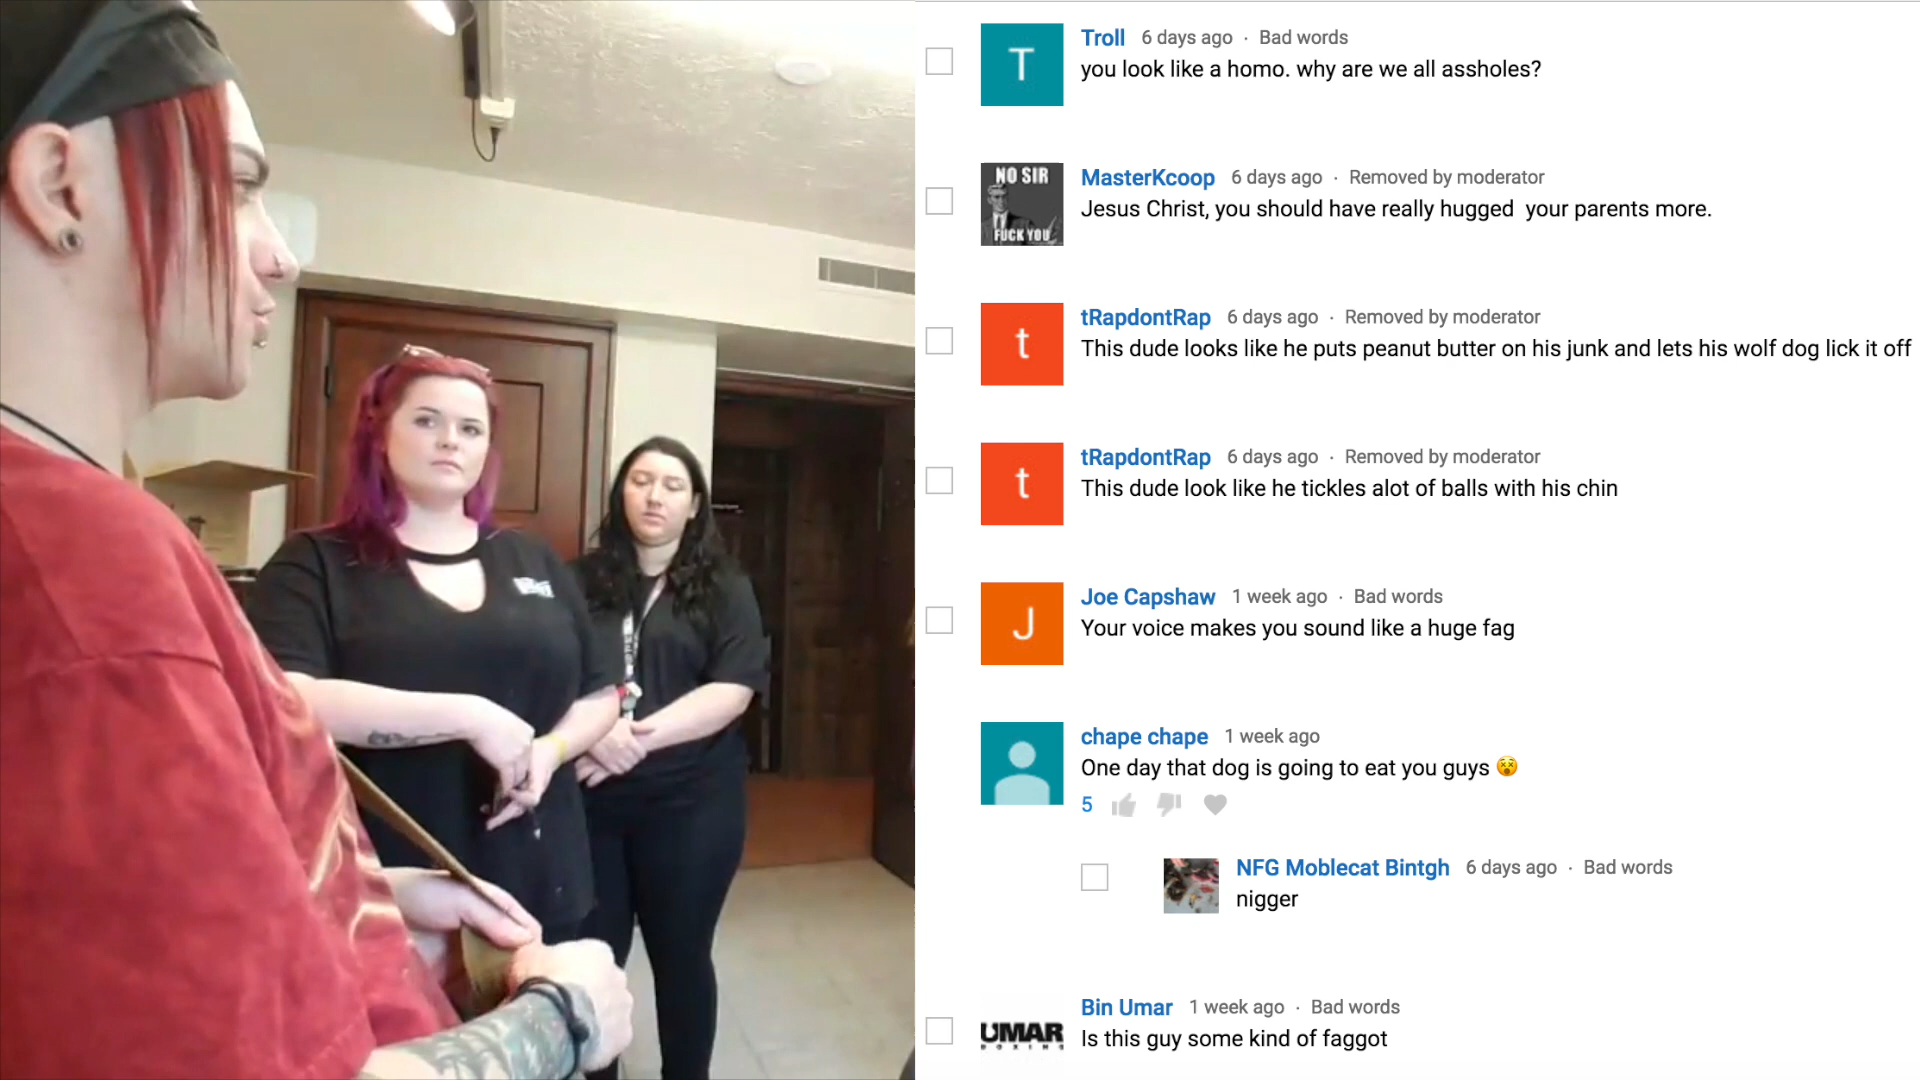 Troll 6 days ago · Bad words
you look like a homo. why are we all assholes?
NO SIR
FUCK YOU
MasterKcoop 6 days ago · Removed by moderator
Jesus Christ, you should have really hugged  your parents more.
t
tRapdontRap 6 days ago · Removed by moderator
This dude looks like he puts peanut butter on his junk and lets his wolf dog lick it off
t
tRapdontRap 6 days ago · Removed by moderator
This dude look like he tickles alot of balls with his chin
J
Joe Capshaw 1 week ago · Bad words
Your voice makes you sound like a huge fag
chape chape 1 week ago
One day that dog is going to eat you guys 😵
5
NFG Moblecat Bintgh 6 days ago · Bad words
nigger
UMAR
BOXING
Bin Umar 1 week ago · Bad words
Is this guy some kind of faggot